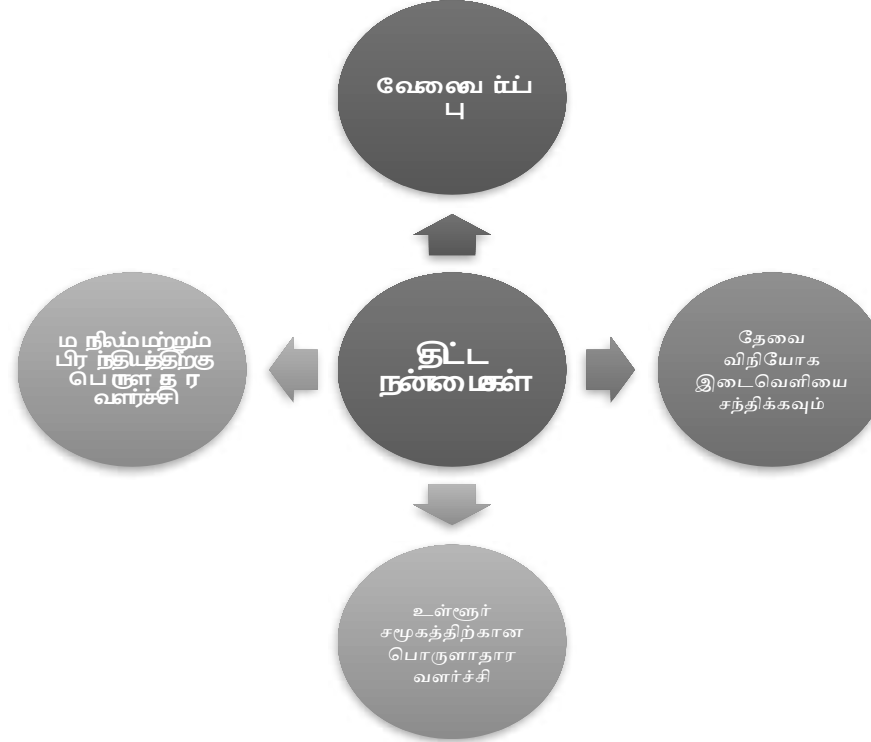 வேலைவாய்ப்
பு
மாநிலம் மற்றும்
பிராந்தியத்திற்கு
பொருளாதார
வளர்ச்சி
திட்ட
நன்மைகள்
தேவை
விநியோக
இடைவெளியை
சந்திக்கவும்
உள்ளூர்
சமூகத்திற்கான
பொருளாதார
வளர்ச்சி